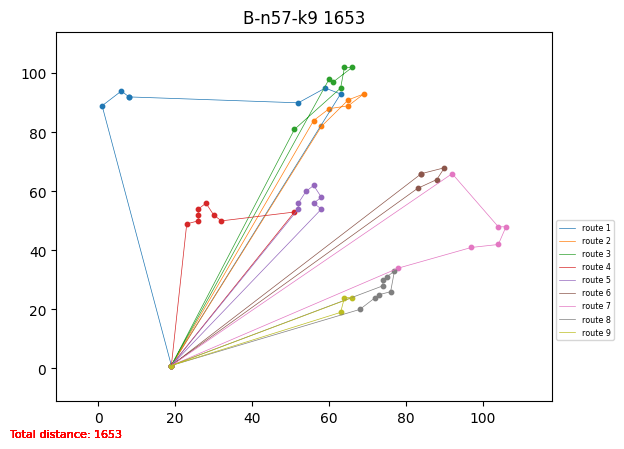 B-n57-k9 1653
100
80
60
40
20
0
0 20 40 60 80 100
route 1
route 2
route 3
route 4
route 5
route 6
route 7
route 8
route 9
Total distance: 1653